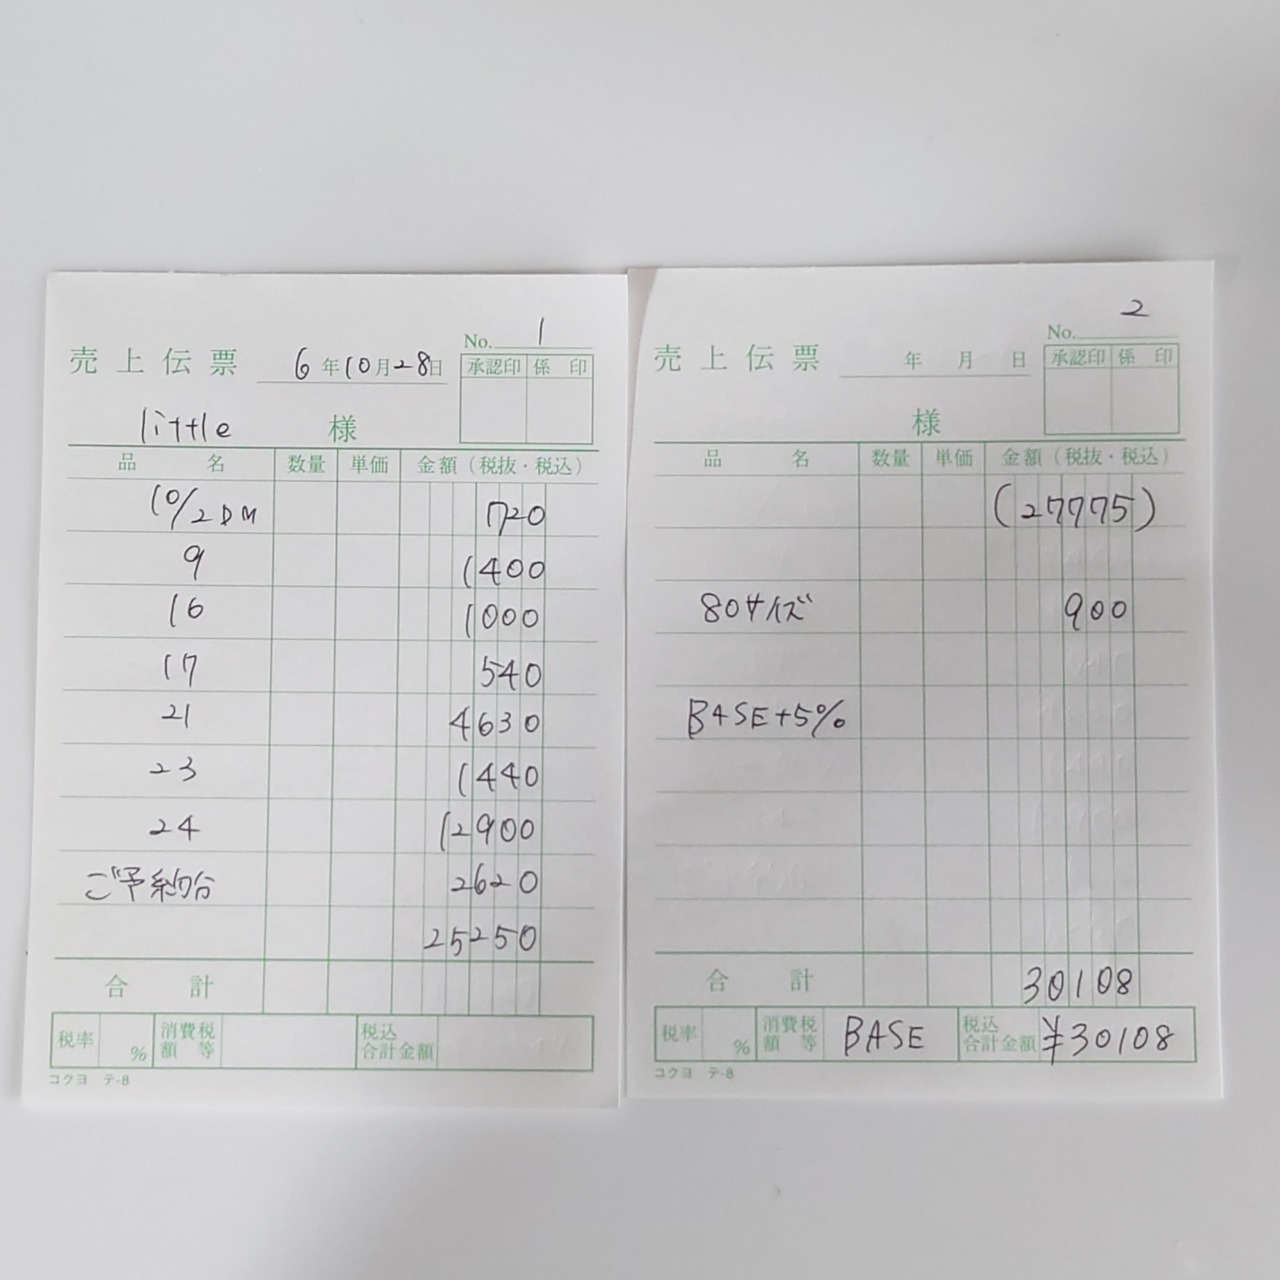 No. 1
売上伝票 6年10月28日
承認印 係印
little 様
品名 数量 単価 金額(税抜・税込)
10/2 DM 720
9 1400
16 1000
17 540
21 4630
23 1440
24 12900
ご予約分 2620
25250
合計
税率 % 消費税額等 税込合計金額
コクヨ テ-8
2
No.
売上伝票 年 月 日
承認印 係印
様
品名 数量 単価 金額(税抜・税込)
(27775)
80サイズ 900
BASE+5%
合計 30108
税率 % 消費税額等 BASE 税込合計金額 ¥30108
コクヨ テ-8